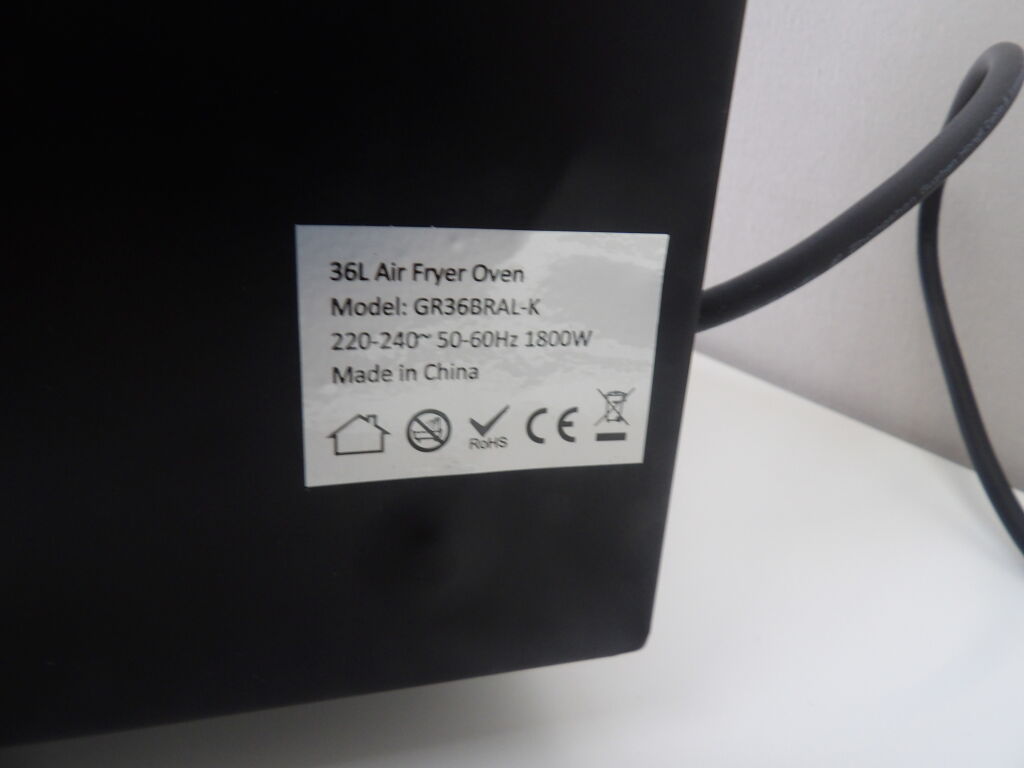 36L Air Fryer Oven
Model: GR36BRAL-K
220-240~ 50-60Hz 1800W
Made in China
RoHS
CE